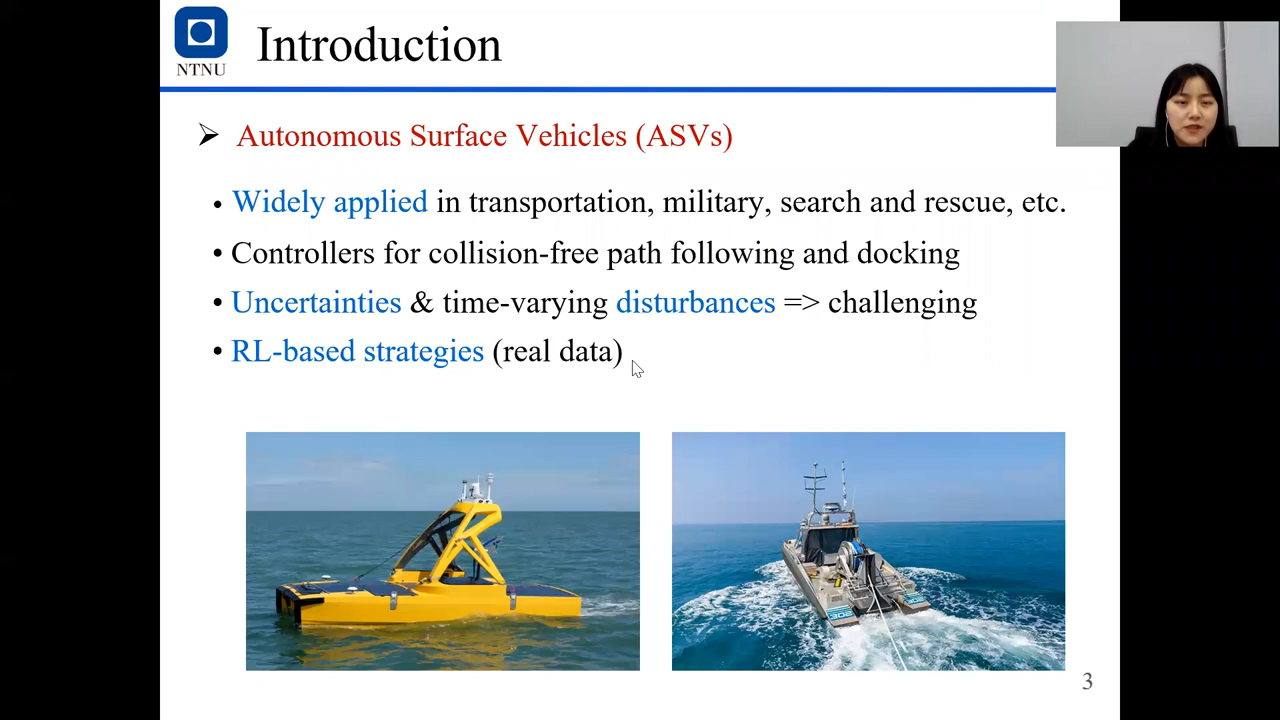 NTNU
Introduction
➢ Autonomous Surface Vehicles (ASVs)
• Widely applied in transportation, military, search and rescue, etc.
• Controllers for collision-free path following and docking
• Uncertainties & time-varying disturbances => challenging
• RL-based strategies (real data)
3